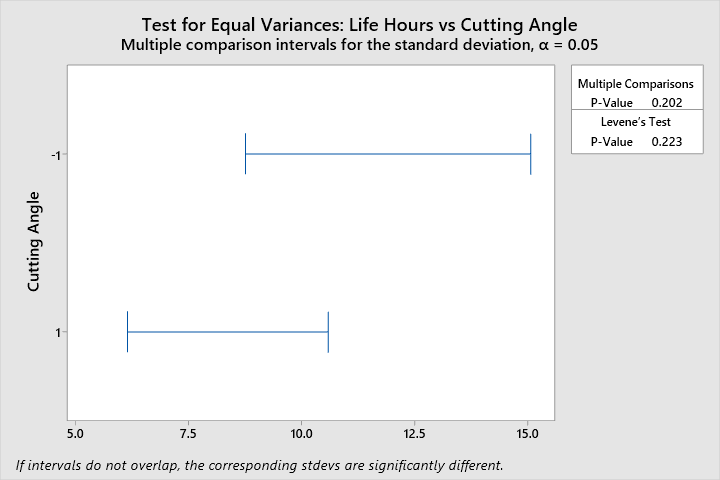 Test for Equal Variances: Life Hours vs Cutting Angle
Multiple comparison intervals for the standard deviation, α = 0.05
Multiple Comparisons
P-Value 0.202
Levene's Test
P-Value 0.223
Cutting Angle
-1
1
5.0 7.5 10.0 12.5 15.0
If intervals do not overlap, the corresponding stdevs are significantly different.